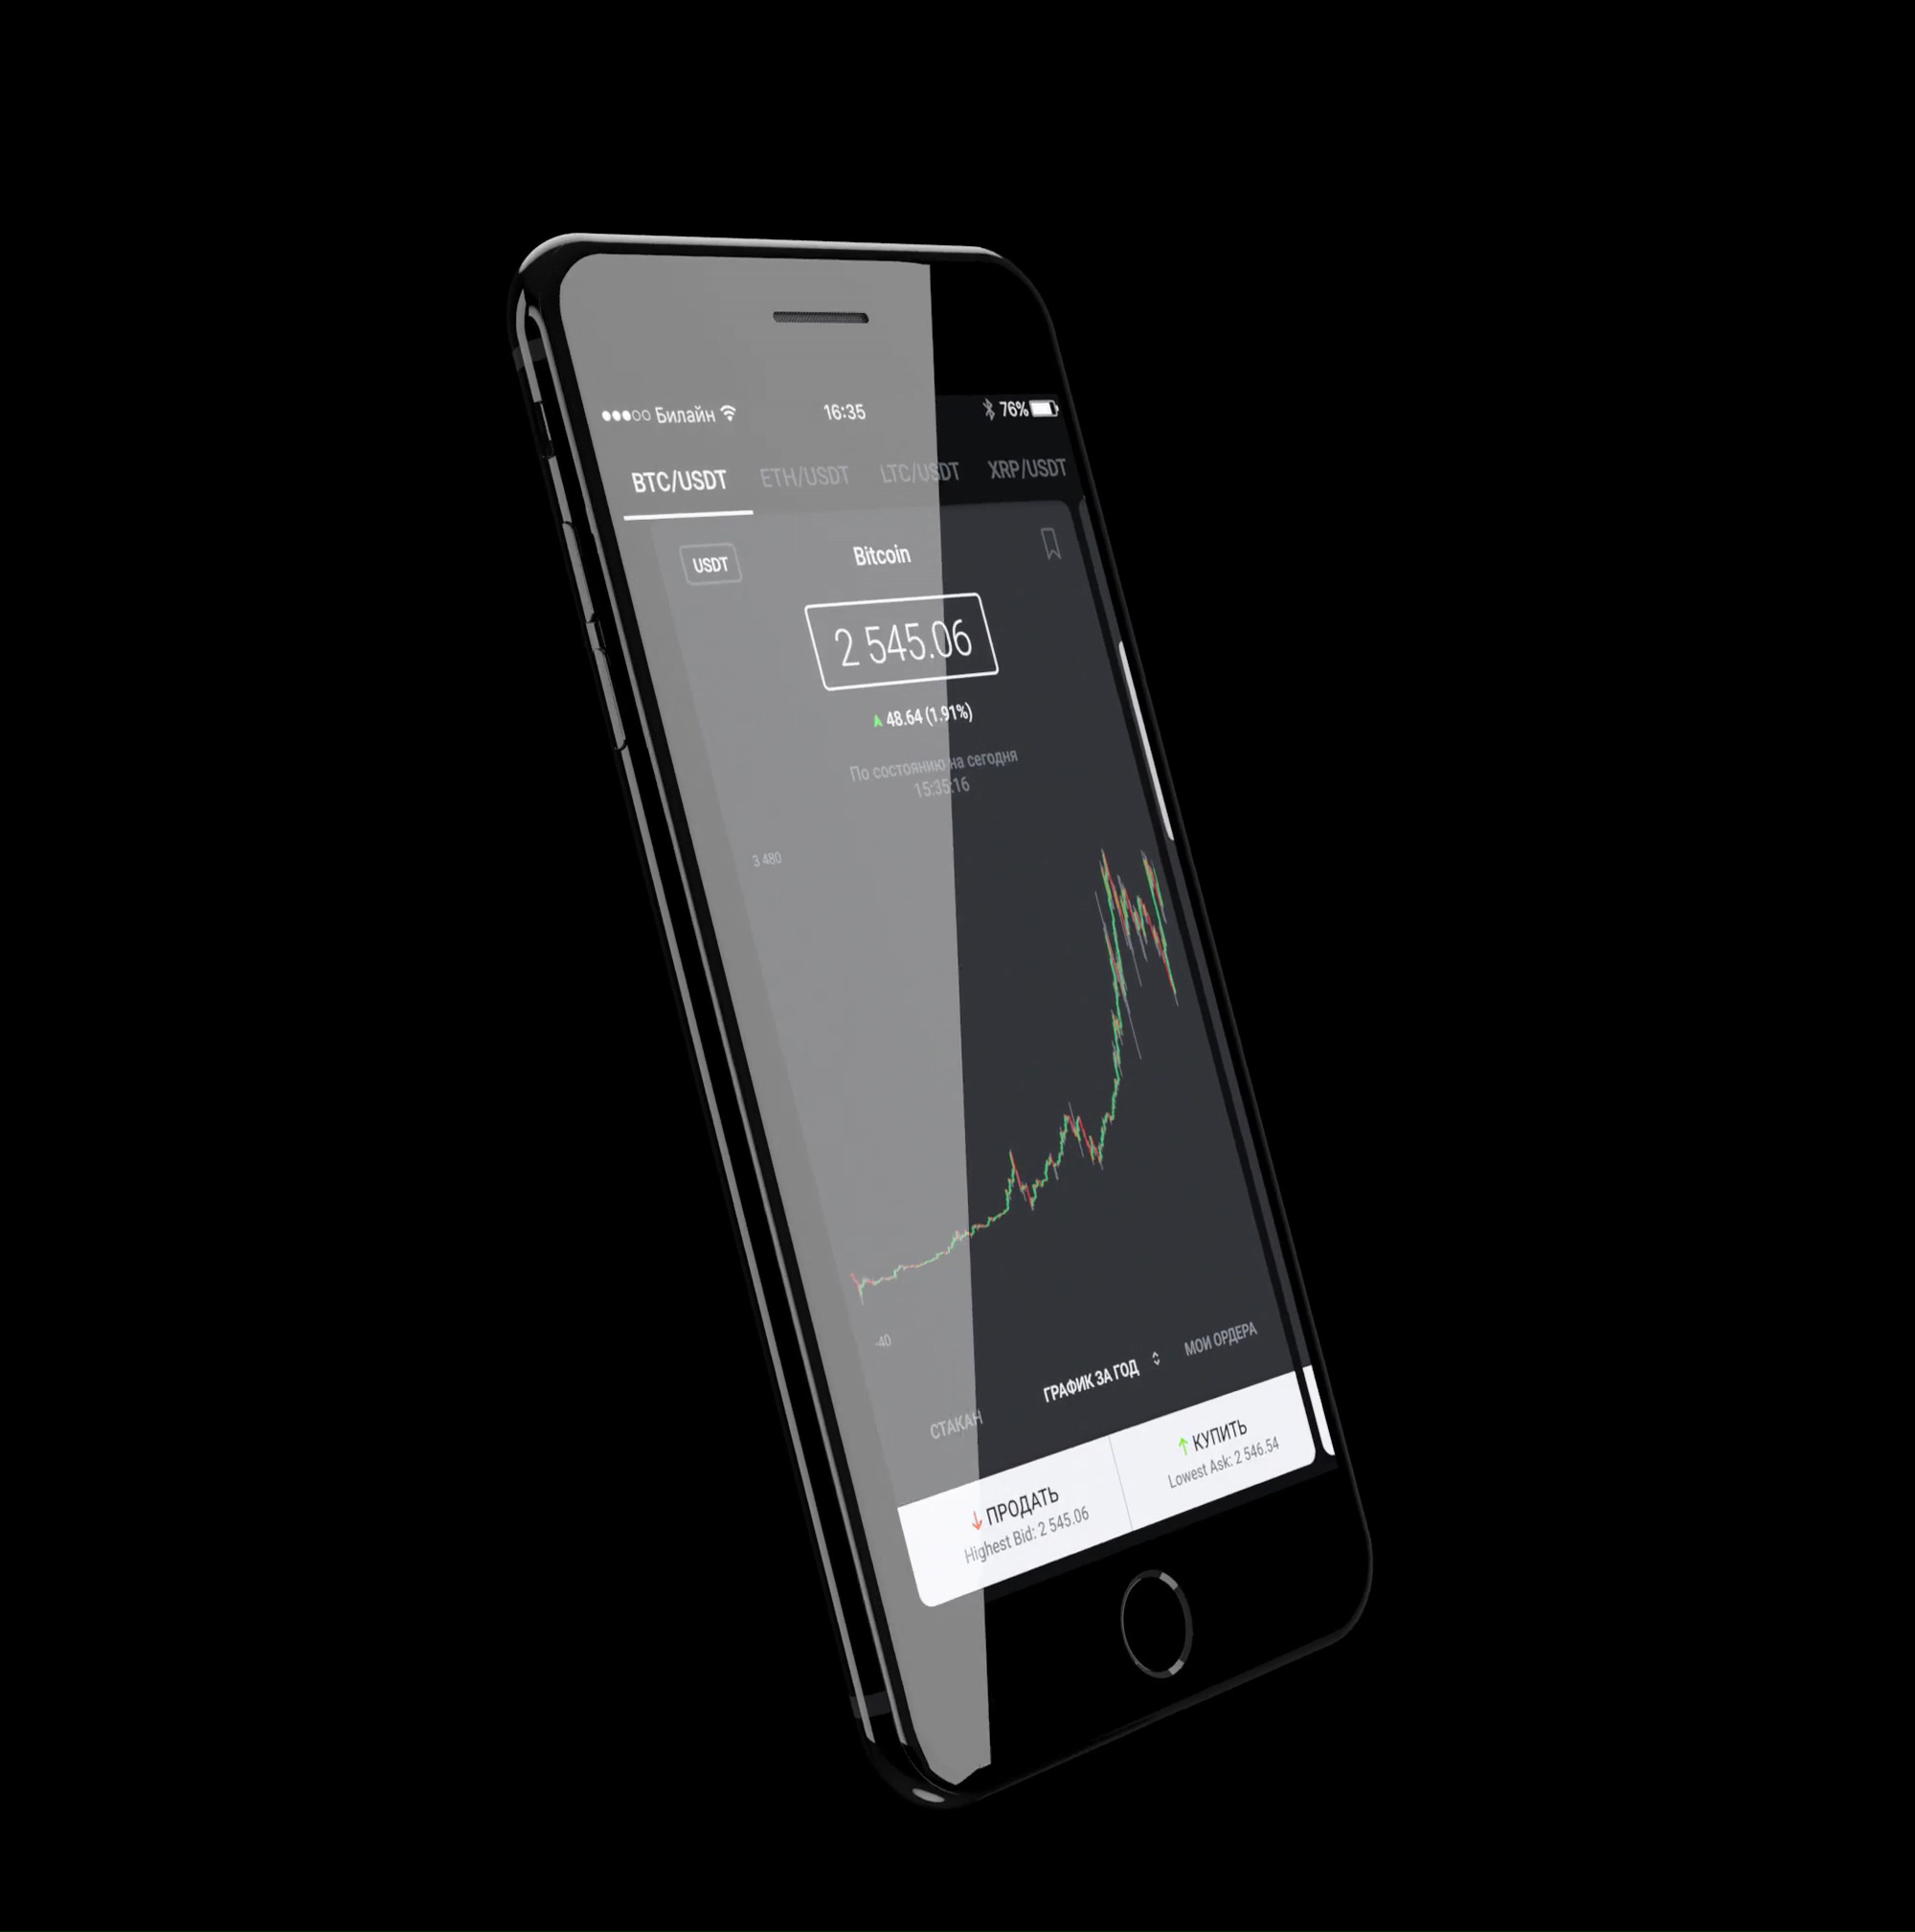 Билайн 16:35 76%
BTC/USDT ETH/USDT LTC/USDT XRP/USDT
USDT Bitcoin
2 545.06
48.64 (1.91%)
По состоянию на сегодня
15:35:16
3 480
-40
СТАКАН ГРАФИК ЗА ГОД МОИ ОРДЕРА
ПРОДАТЬ
Highest Bid: 2 545.06
КУПИТЬ
Lowest Ask: 2 546.54